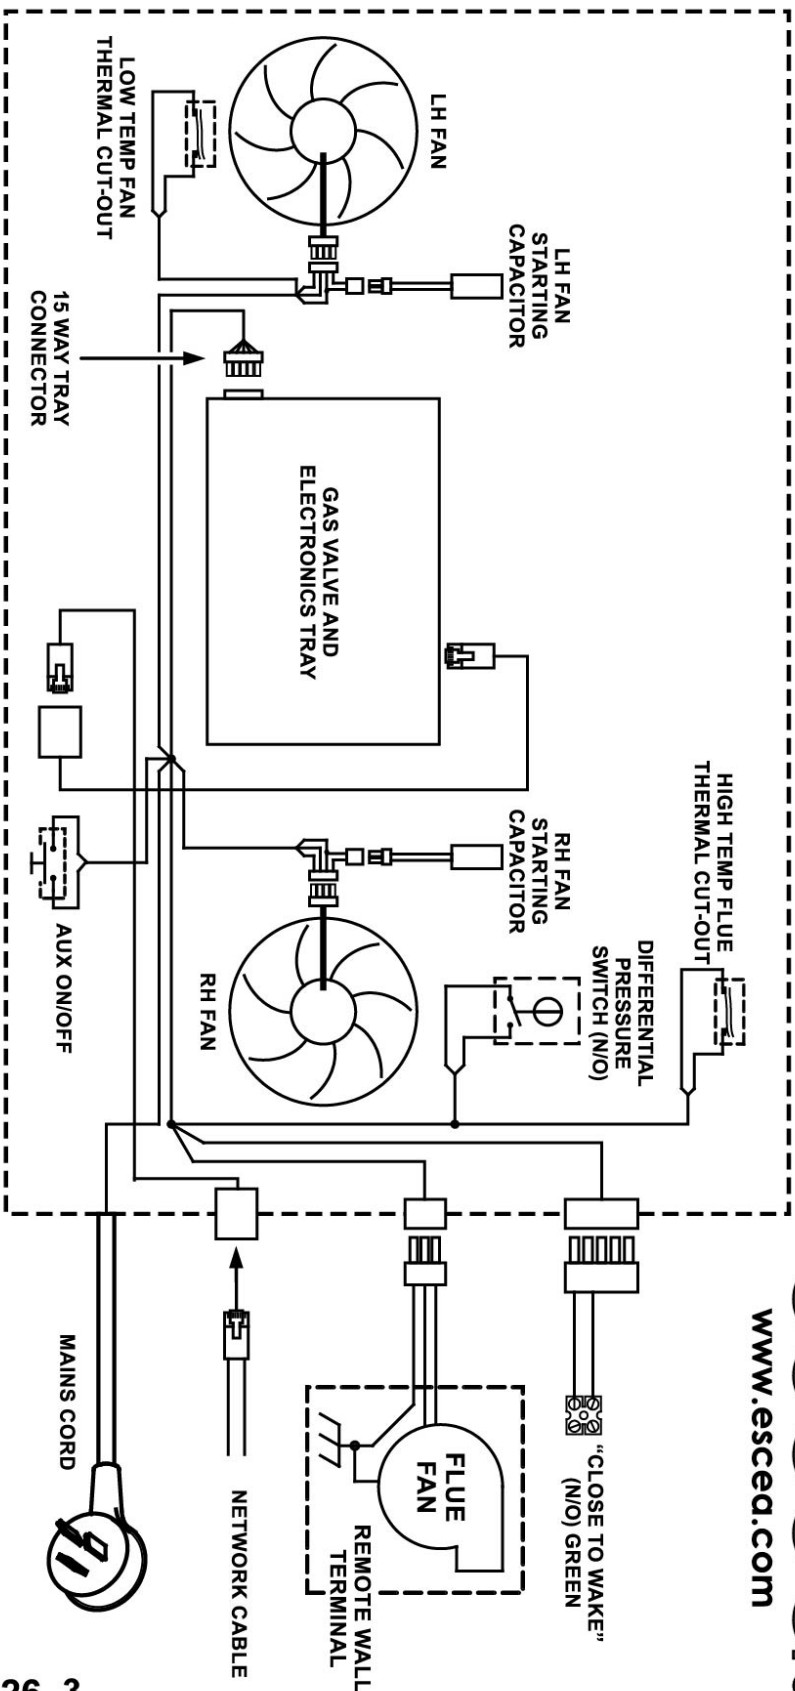 www.escea.com
HIGH TEMP FLUE
THERMAL CUT-OUT
"CLOSE TO WAKE"
(N/O) GREEN
DIFFERENTIAL
PRESSURE
SWITCH (N/O)
LH FAN
STARTING
CAPACITOR
RH FAN
STARTING
CAPACITOR
LH FAN
FLUE
FAN
REMOTE WALL
TERMINAL
GAS VALVE AND
ELECTRONICS TRAY
RH FAN
NETWORK CABLE
LOW TEMP FAN
THERMAL CUT-OUT
15 WAY TRAY
CONNECTOR
AUX ON/OFF
MAINS CORD